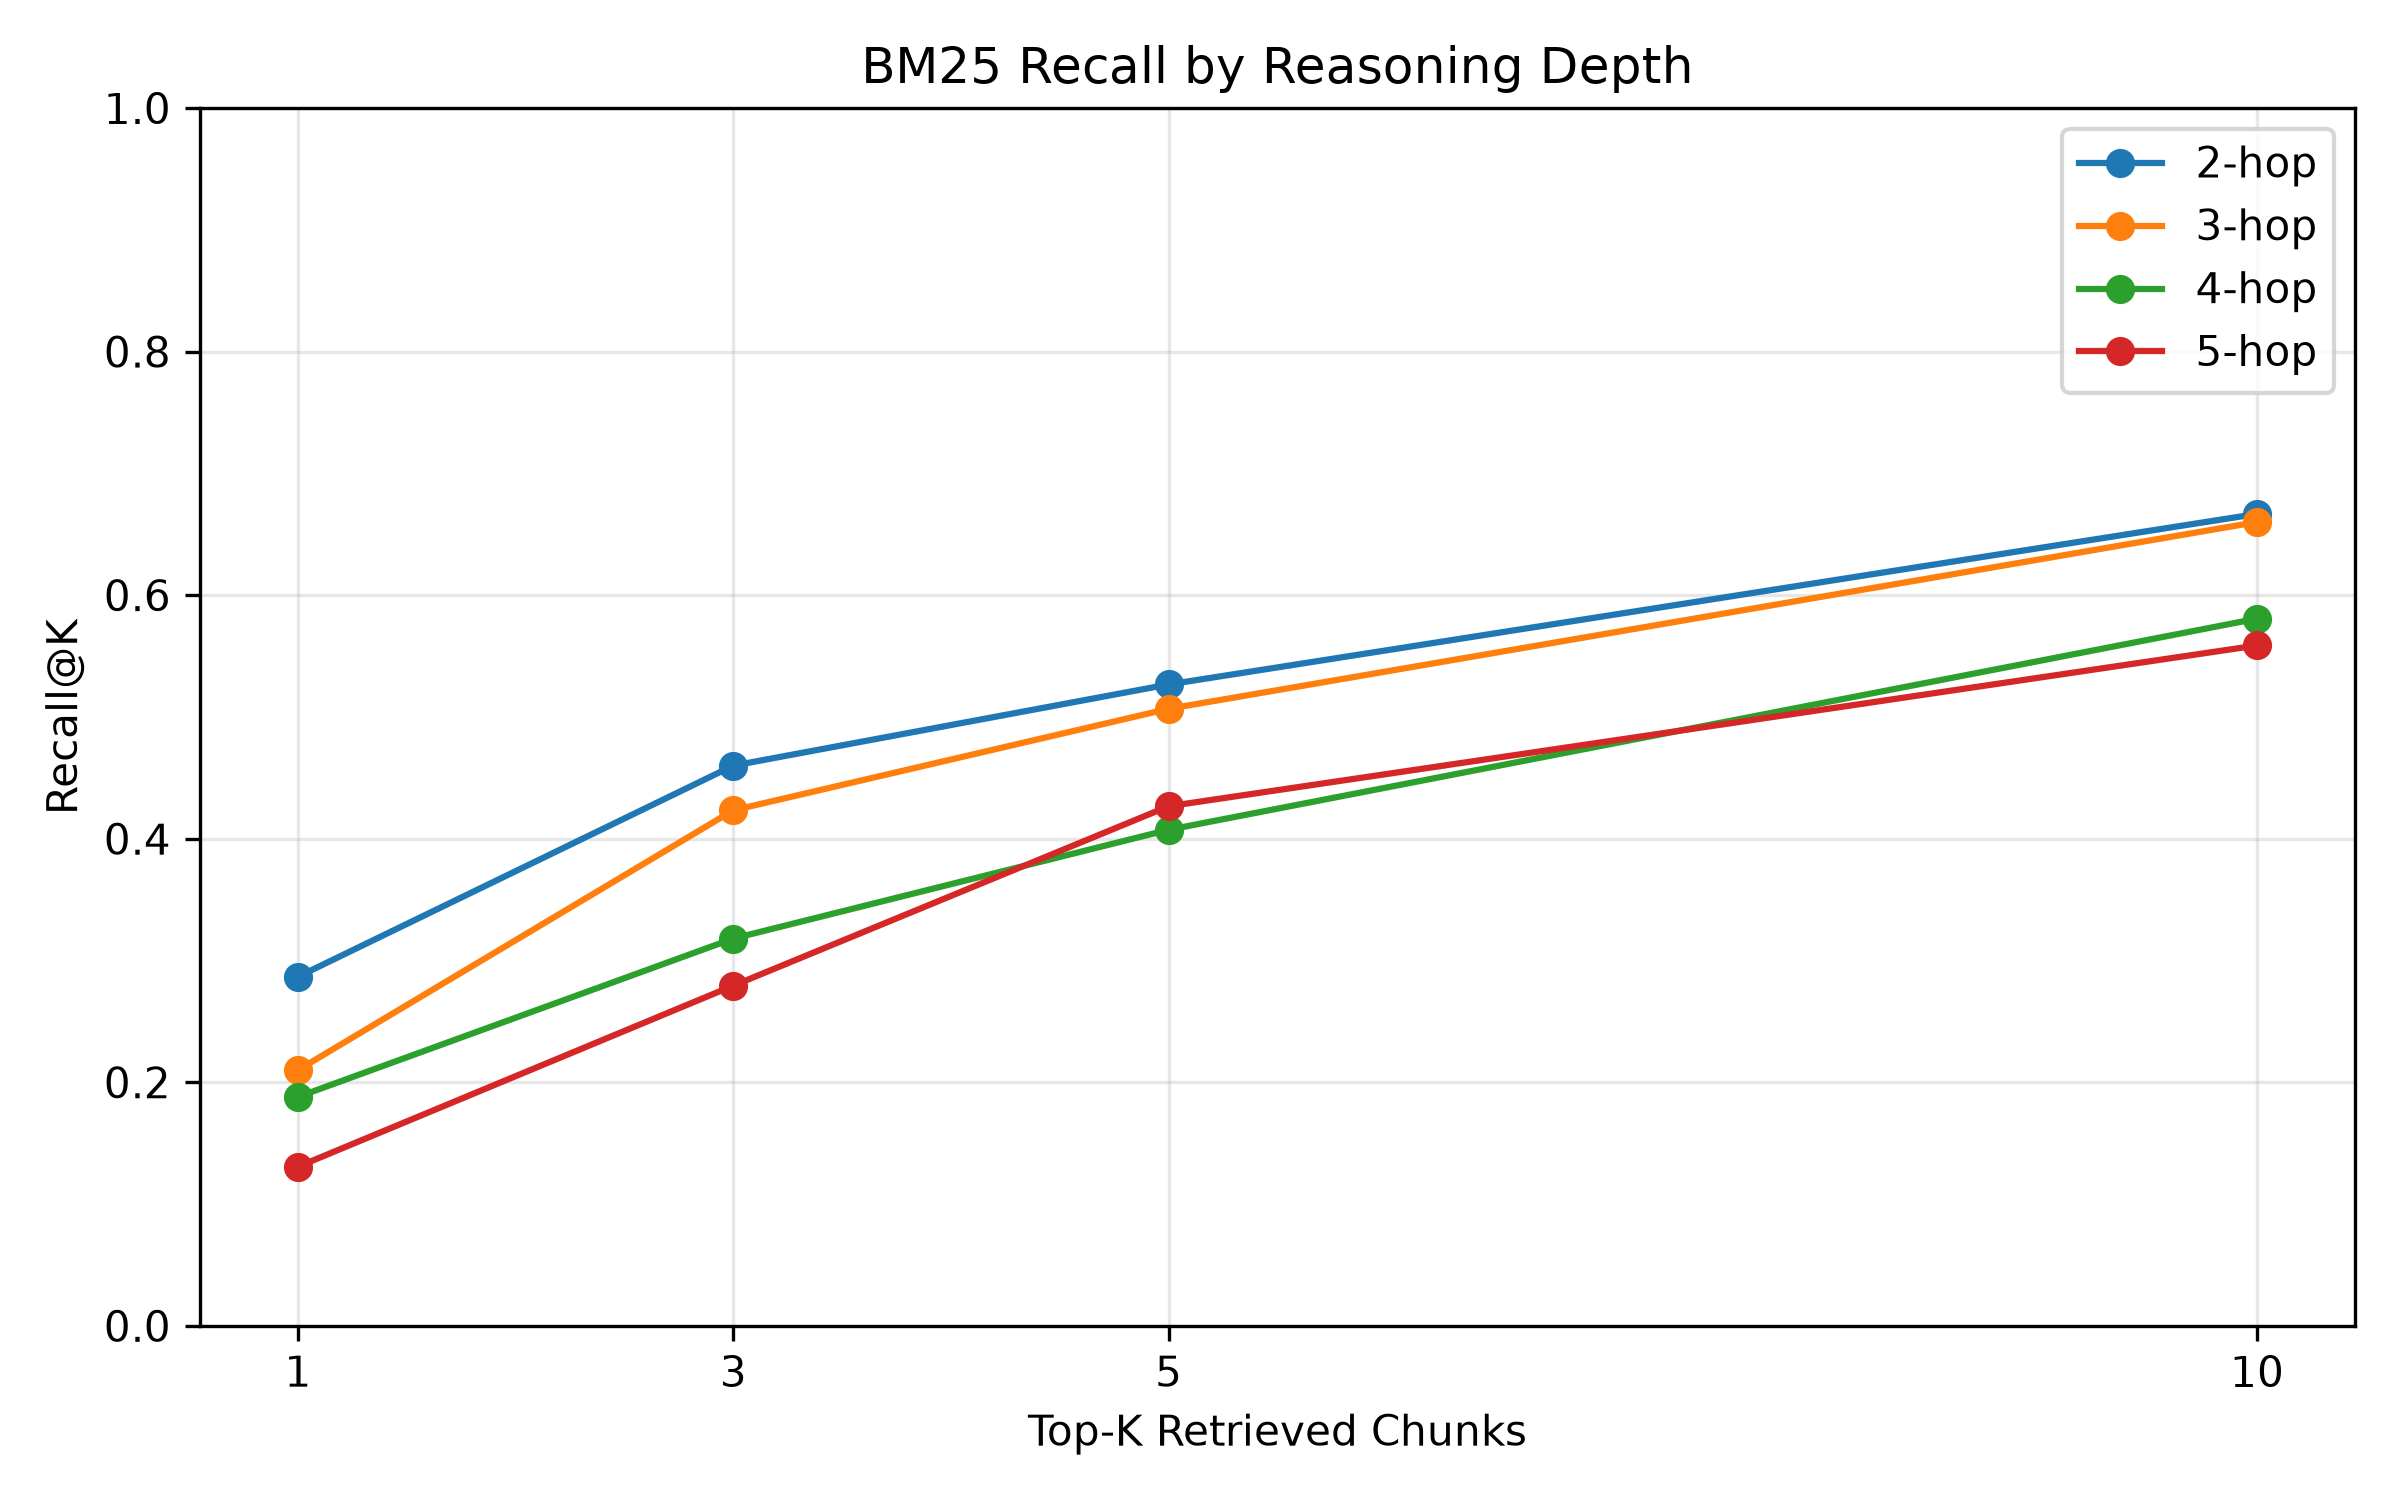 BM25 Recall by Reasoning Depth
1.0
0.8
0.6
0.4
0.2
0.0
Recall@K
2-hop
3-hop
4-hop
5-hop
1 3 5 10
Top-K Retrieved Chunks